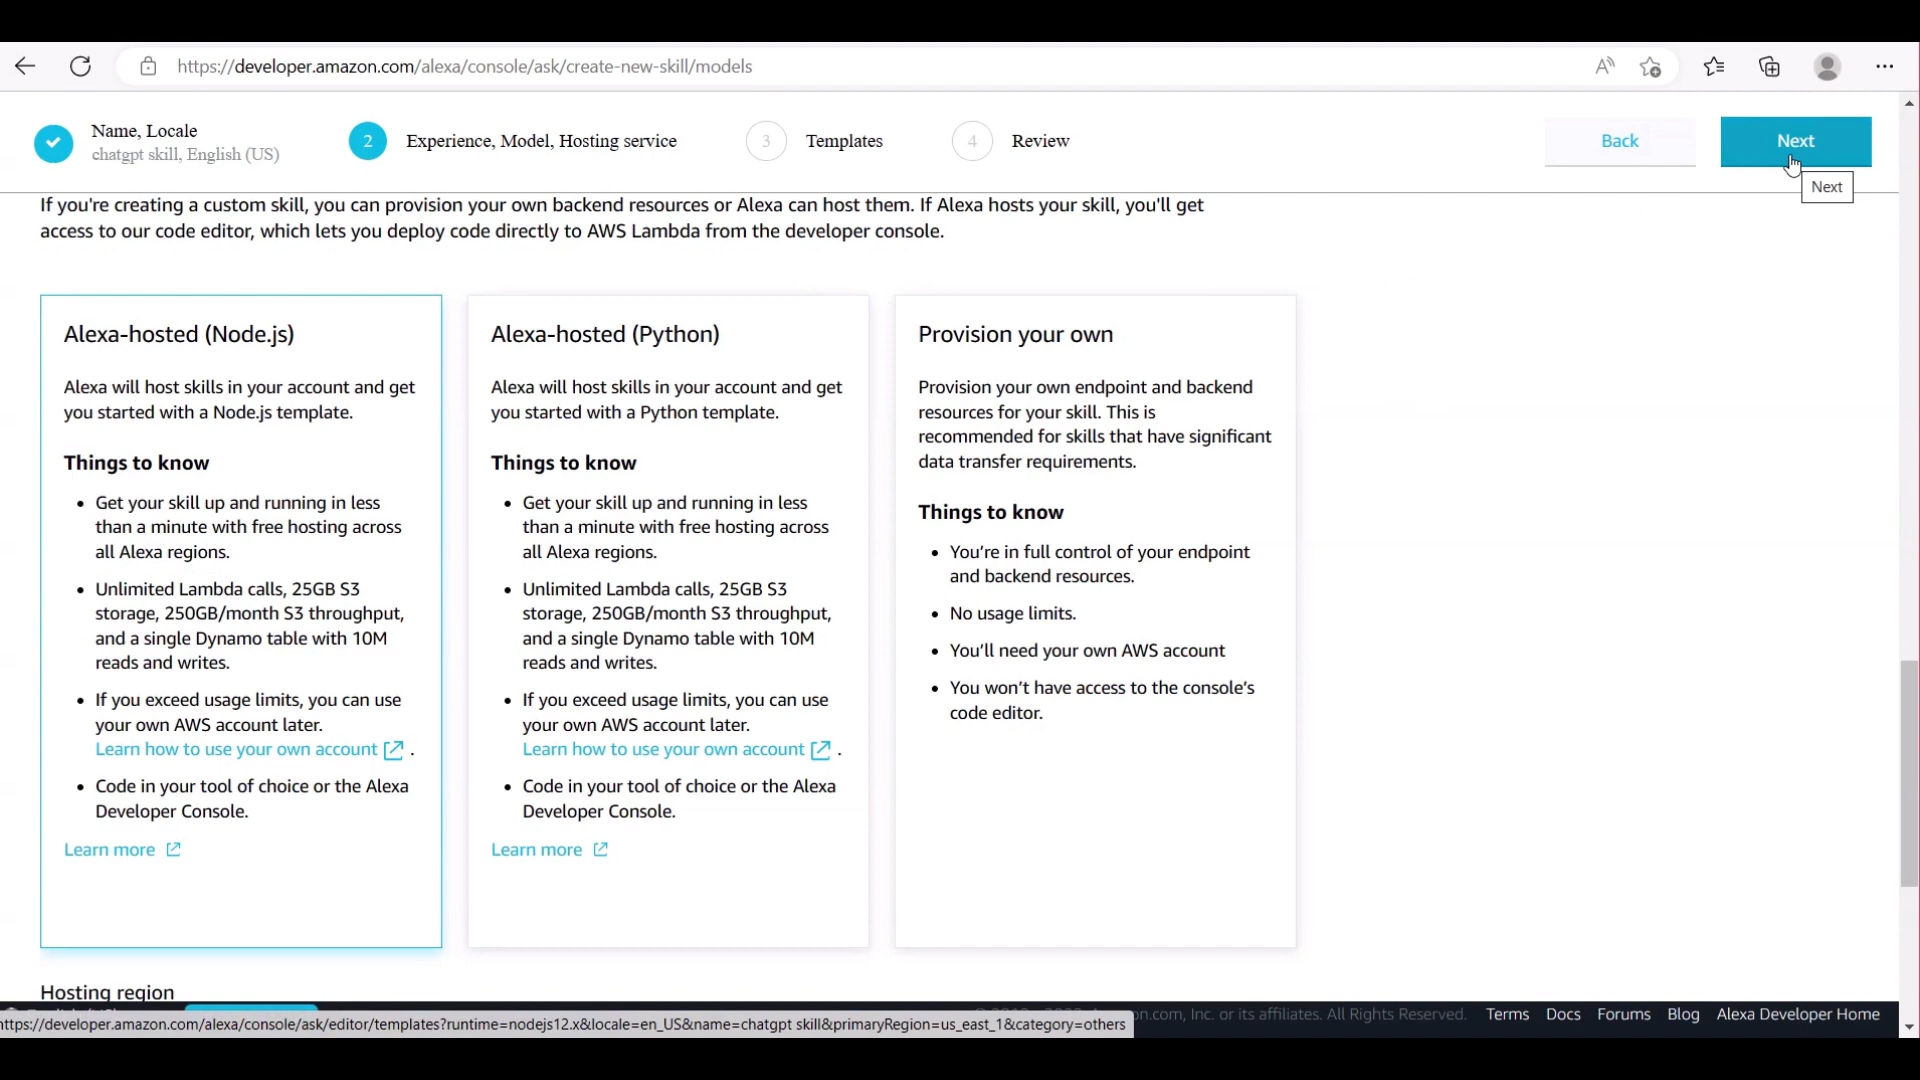 https://developer.amazon.com/alexa/console/ask/create-new-skill/models
Name, Locale
chatgpt skill, English (US)
2
Experience, Model, Hosting service
3
Templates
4
Review
Back
Next
Next
If you're creating a custom skill, you can provision your own backend resources or Alexa can host them. If Alexa hosts your skill, you'll get
access to our code editor, which lets you deploy code directly to AWS Lambda from the developer console.
Alexa-hosted (Node.js)
Alexa will host skills in your account and get
you started with a Node.js template.
Things to know
• Get your skill up and running in less
than a minute with free hosting across
all Alexa regions.
• Unlimited Lambda calls, 25GB S3
storage, 250GB/month S3 throughput,
and a single Dynamo table with 10M
reads and writes.
• If you exceed usage limits, you can use
your own AWS account later.
Learn how to use your own account .
• Code in your tool of choice or the Alexa
Developer Console.
Learn more
Alexa-hosted (Python)
Alexa will host skills in your account and get
you started with a Python template.
Things to know
• Get your skill up and running in less
than a minute with free hosting across
all Alexa regions.
• Unlimited Lambda calls, 25GB S3
storage, 250GB/month S3 throughput,
and a single Dynamo table with 10M
reads and writes.
• If you exceed usage limits, you can use
your own AWS account later.
Learn how to use your own account .
• Code in your tool of choice or the Alexa
Developer Console.
Learn more
Provision your own
Provision your own endpoint and backend
resources for your skill. This is
recommended for skills that have significant
data transfer requirements.
Things to know
• You’re in full control of your endpoint
and backend resources.
• No usage limits.
• You’ll need your own AWS account
• You won’t have access to the console’s
code editor.
Hosting region
ttps://developer.amazon.com/alexa/console/ask/editor/templates?runtime=nodejs12.x&locale=en_US&name=chatgpt skill&primaryRegion=us_east_1&category=others
on.com, Inc. or its affiliates. All Rights Reserved.
Terms
Docs
Forums
Blog
Alexa Developer Home